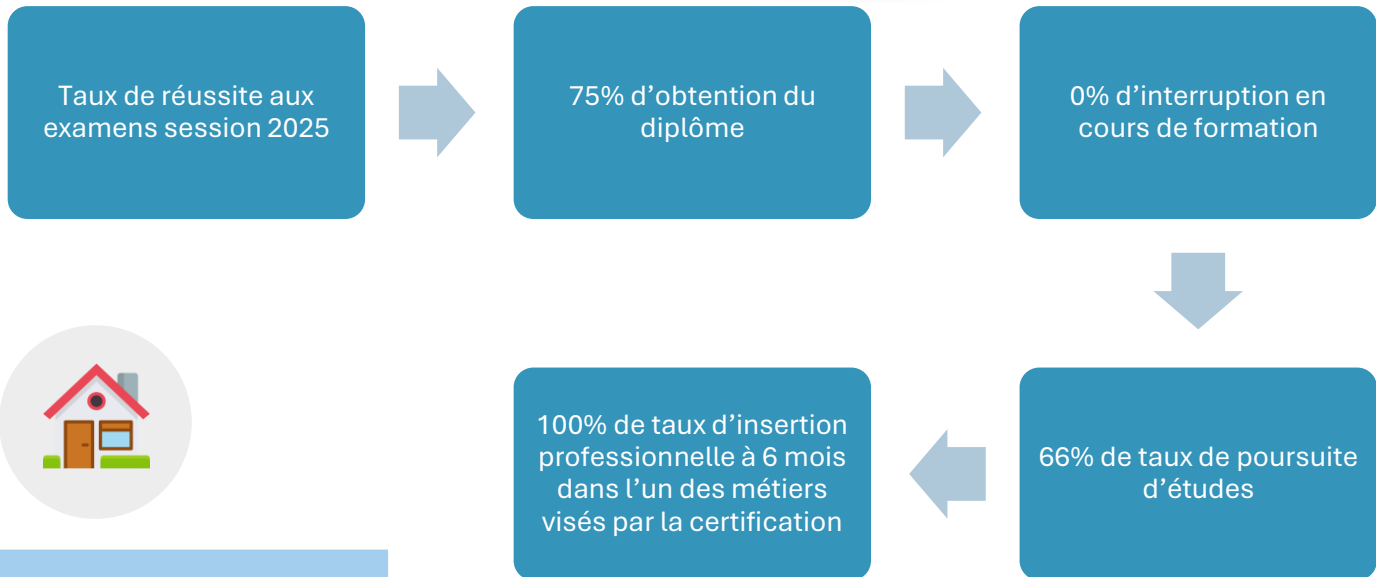 Taux de réussite aux
examens session 2025
75% d’obtention du
diplôme
0% d’interruption en
cours de formation
66% de taux de poursuite
d’études
100% de taux d’insertion
professionnelle à 6 mois
dans l’un des métiers
visés par la certification